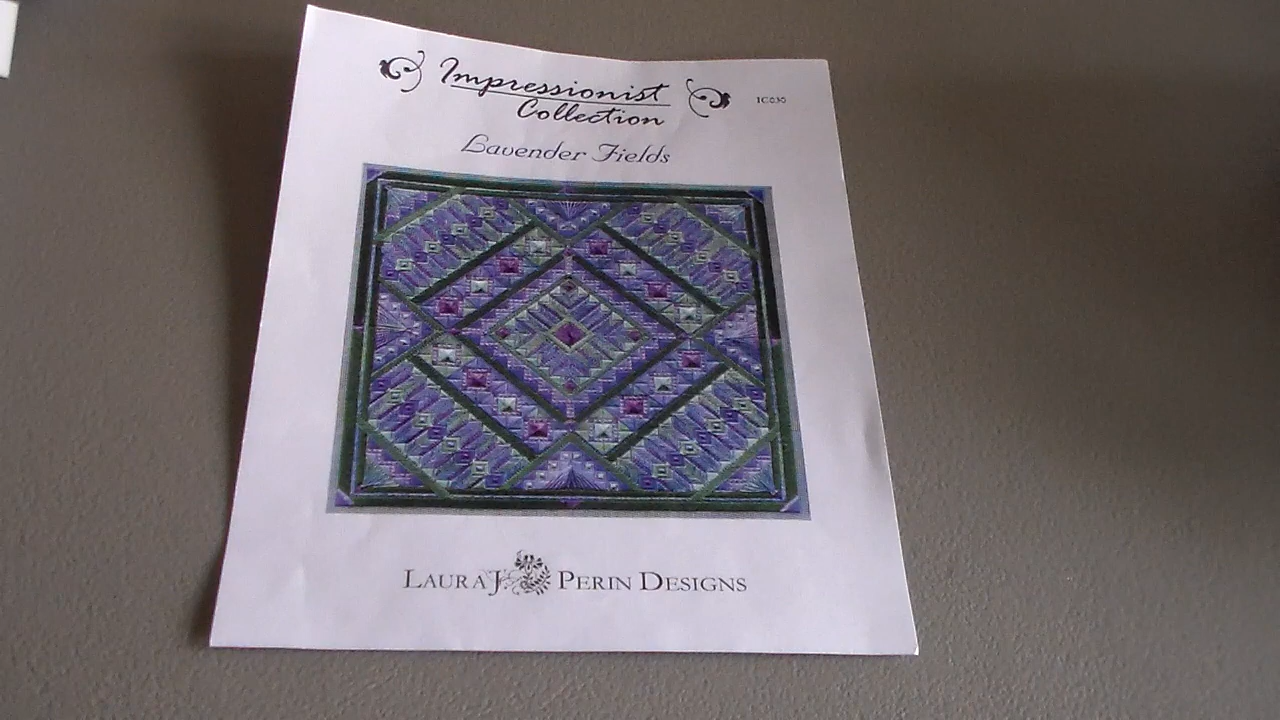 Impressionist
Collection
IC030
Lavender Fields
LAURA J. PERIN DESIGNS